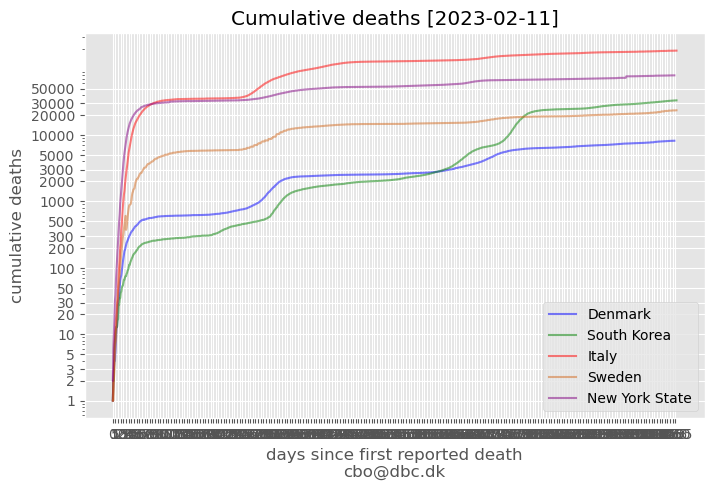 Cumulative deaths [2023-02-11]
cumulative deaths
50000
30000
20000
10000
5000
3000
2000
1000
500
300
200
100
50
30
20
10
5
3
2
1
Denmark
South Korea
Italy
Sweden
New York State
days since first reported death
cbo@dbc.dk